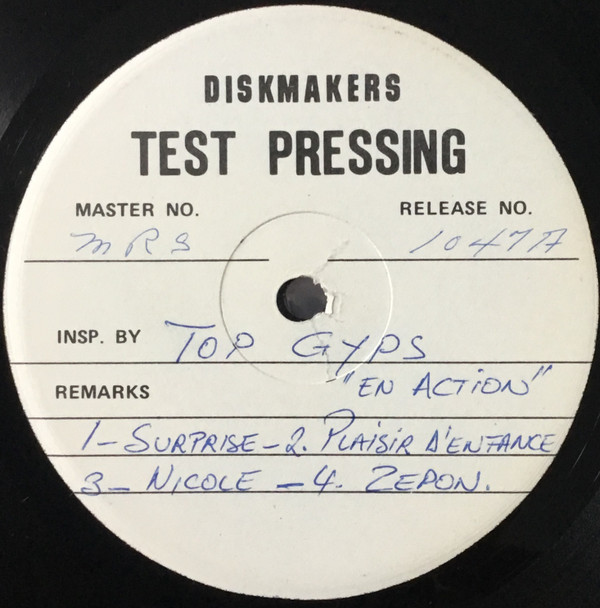 DISKMAKERS
TEST PRESSING
MASTER NO. RELEASE NO.
MRS 1047A
INSP. BY TOP GYPS
REMARKS "EN ACTION"
1-SURPRISE-2. PLAISIR D'ENFANCE
3-NICOLE-4. ZEPON.